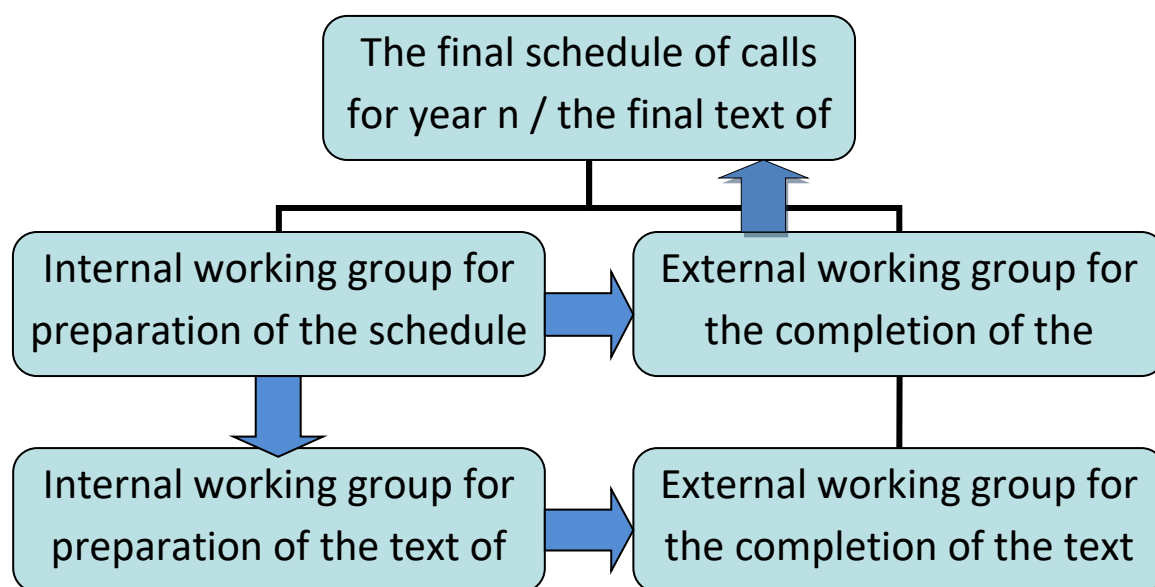 The final schedule of calls
for year n / the final text of
Internal working group for
preparation of the schedule
External working group for
the completion of the
Internal working group for
preparation of the text of
External working group for
the completion of the text